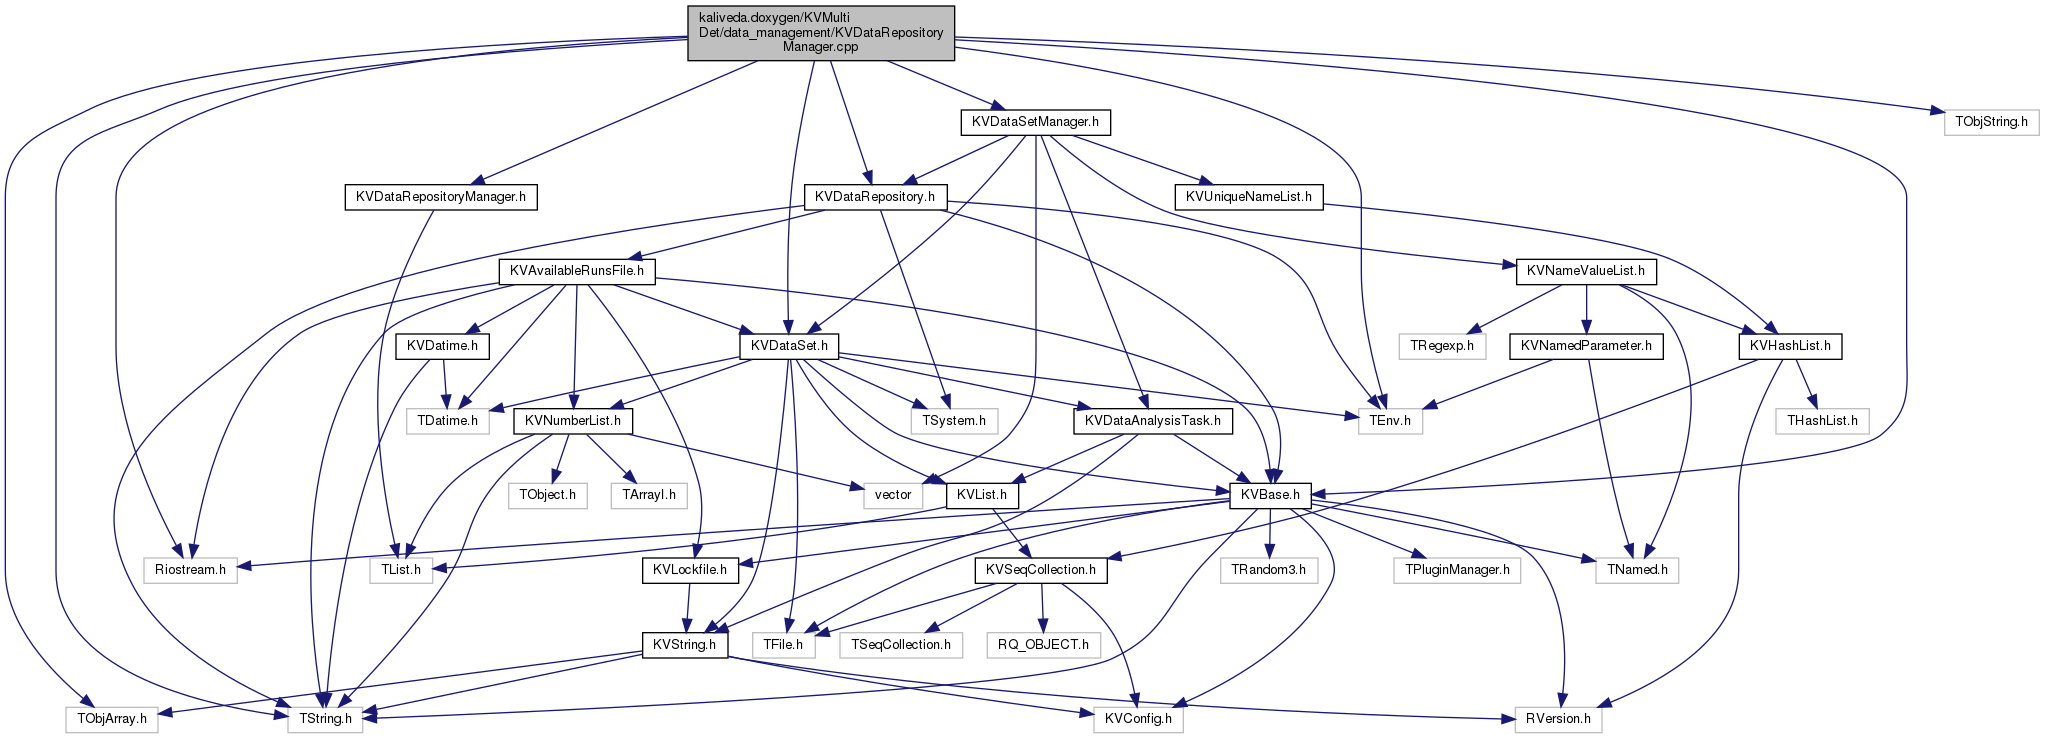 kaliveda.doxygen/KVMulti
Det/data_management/KVDataRepository
Manager.cpp
KVDataSetManager.h
TObjString.h
KVDataRepositoryManager.h
KVDataRepository.h
KVUniqueNameList.h
KVAvailableRunsFile.h
KVNameValueList.h
KVDatime.h
KVDataSet.h
TRegexp.h
KVNamedParameter.h
KVHashList.h
TDatime.h
KVNumberList.h
TSystem.h
KVDataAnalysisTask.h
TEnv.h
THashList.h
TObject.h
TArrayI.h
vector
KVList.h
KVBase.h
Riostream.h
TList.h
KVLockfile.h
KVSeqCollection.h
TRandom3.h
TPluginManager.h
TNamed.h
KVString.h
TFile.h
TSeqCollection.h
RQ_OBJECT.h
TObjArray.h
TString.h
KVConfig.h
RVersion.h